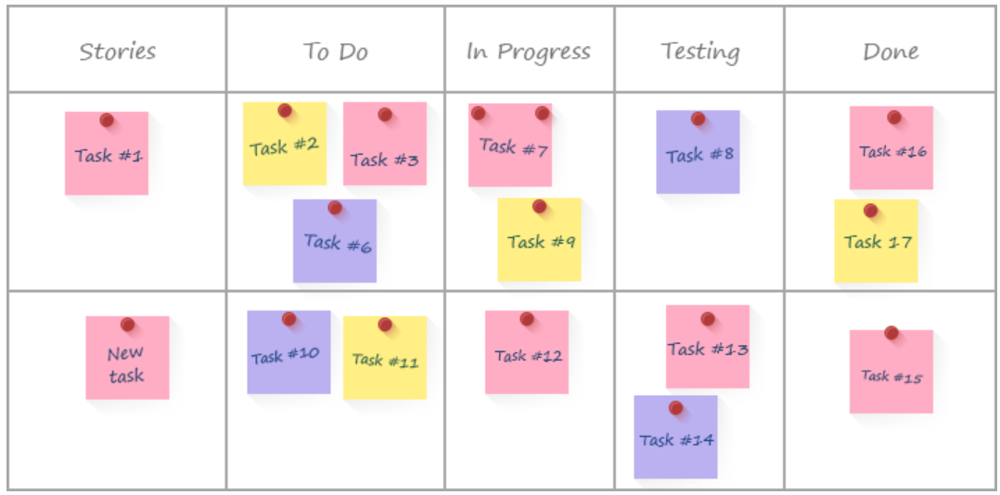 Stories
To Do
In Progress
Testing
Done
Task #1
Task #2
Task #3
Task #6
Task #7
Task #9
Task #8
Task #16
Task 17
New
task
Task #10
Task #11
Task #12
Task #13
Task #14
Task #15